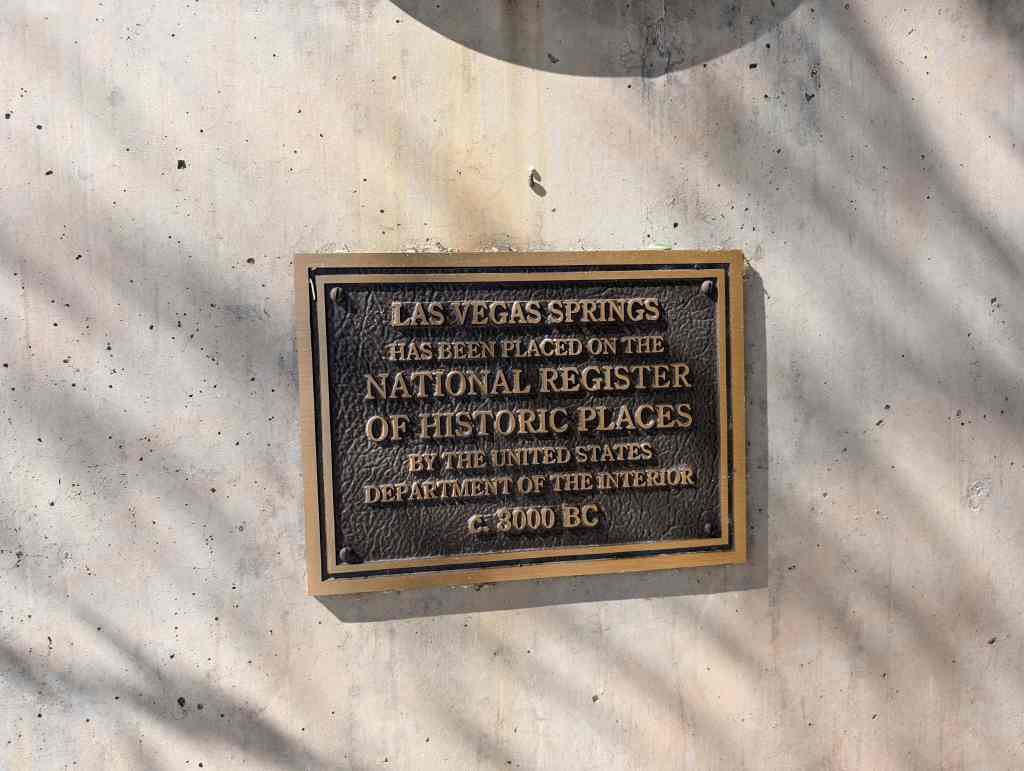 LAS VEGAS SPRINGS
HAS BEEN PLACED ON THE
NATIONAL REGISTER
OF HISTORIC PLACES
BY THE UNITED STATES
DEPARTMENT OF THE INTERIOR
c. 8000 BC